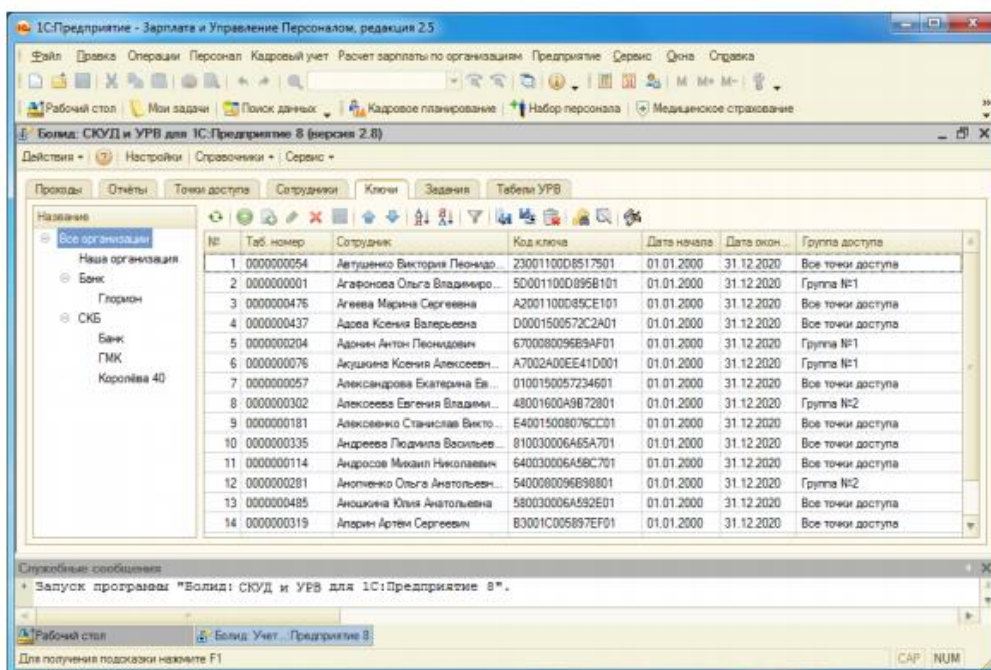 1С:Предприятие - Зарплата и Управление Персоналом, редакция 2.5
Файл Правка Операции Персонал Кадровый учет Расчет зарплаты по организациям Предприятие Сервис Окна Справка
M M+ M-
Рабочий стол Мои задачи Поиск данных Кадровое планирование Набор персонала Медицинское страхование
Болид: СКУД и УРВ для 1С:Предприятие 8 (версия 2.8)
Действия Настройки Справочники Сервис
Проходы Отчёты Точки доступа Сотрудники Ключи Задания Табели УРВ
Название
Все организации
Наша организация
Банк
Глорион
СКБ
Банк
ГМК
Королёва 40
№ Таб. номер Сотрудник Код ключа Дата начала Дата окон... Группа доступа
1 0000000054 Автушенко Виктория Леонидо... 23001100D8517501 01.01.2000 31.12.2020 Все точки доступа
2 0000000001 Агафонова Ольга Владимиро... 5D001100D895B101 01.01.2000 31.12.2020 Группа №1
3 0000000476 Агеева Марина Сергеевна A2001100D85CE101 01.01.2000 31.12.2020 Все точки доступа
4 0000000437 Адова Ксения Валерьевна D0001500572C2A01 01.01.2000 31.12.2020 Все точки доступа
5 0000000204 Адонин Антон Леонидович 6700080096B9AF01 01.01.2000 31.12.2020 Группа №1
6 0000000076 Акушкина Ксения Алексеевн... A7002A00EE41D001 01.01.2000 31.12.2020 Группа №1
7 0000000057 Александрова Екатерина Ев... 0100150057234601 01.01.2000 31.12.2020 Все точки доступа
8 0000000302 Алексеева Евгения Владими... 48001600A9B72801 01.01.2000 31.12.2020 Группа №2
9 0000000181 Алексеенко Станислав Викто... E40015008076CC01 01.01.2000 31.12.2020 Все точки доступа
10 0000000335 Андреева Людмила Васильев... 810030006A65A701 01.01.2000 31.12.2020 Все точки доступа
11 0000000114 Андросов Михаил Николаевич 640030006A5BC701 01.01.2000 31.12.2020 Все точки доступа
12 0000000281 Анопченко Ольга Анатольевн... 5400080096B98801 01.01.2000 31.12.2020 Группа №2
13 0000000485 Аношкина Юлия Анатольевна 580030006A592E01 01.01.2000 31.12.2020 Все точки доступа
14 0000000319 Апарин Артём Сергеевич B3001C005897EF01 01.01.2000 31.12.2020 Все точки доступа
Служебные сообщения
Запуск программы "Болид: СКУД и УРВ для 1С:Предприятие 8".
Рабочий стол Болид: Учет ...:Предприятие 8
Для получения подсказки нажмите F1 CAP NUM